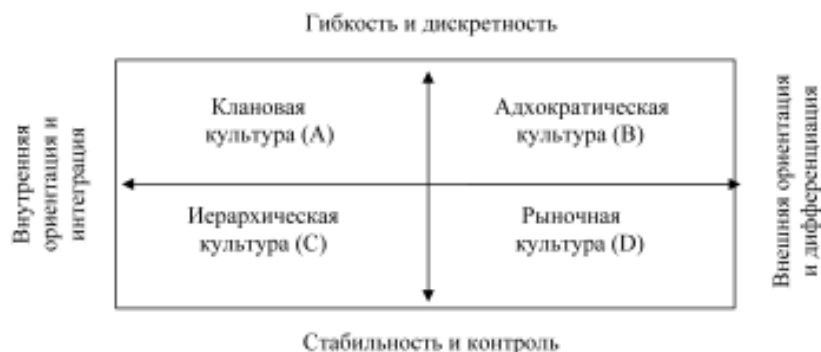 Гибкость и дискретность
Внутренняя
ориентация и
интеграция
Клановая
культура (A)
Адхократическая
культура (B)
Иерархическая
культура (C)
Рыночная
культура (D)
Внешняя ориентация
и дифференциация
Стабильность и контроль